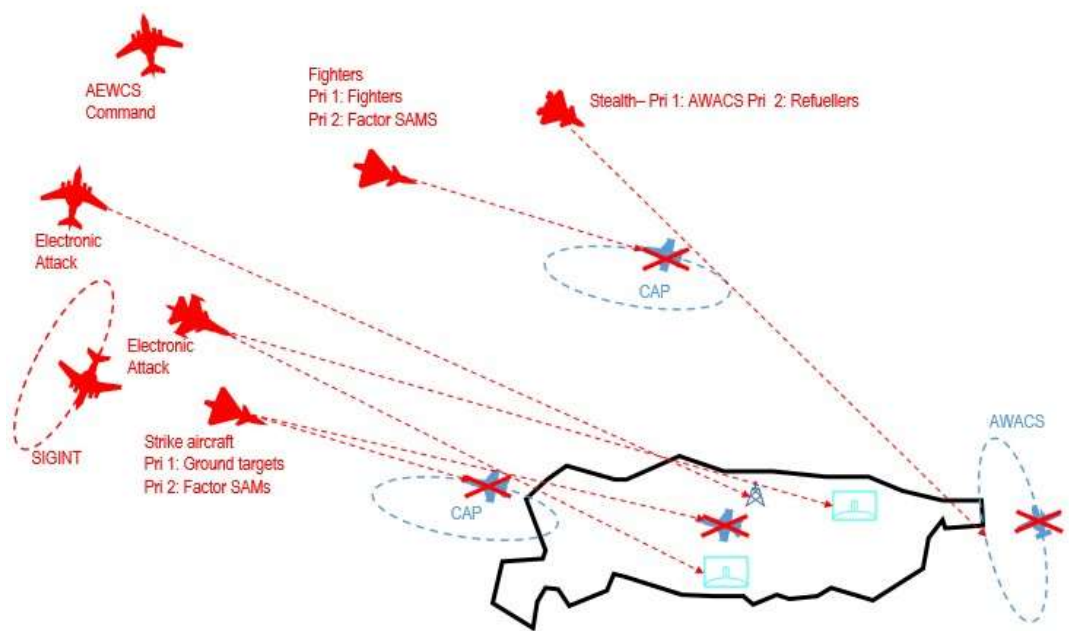 AEWCS
Command
Fighters
Pri 1: Fighters
Pri 2: Factor SAMS
Stealth– Pri 1: AWACS Pri 2: Refuellers
Electronic
Attack
CAP
Electronic
Attack
SIGINT
Strike aircraft
Pri 1: Ground targets
Pri 2: Factor SAMs
CAP
AWACS